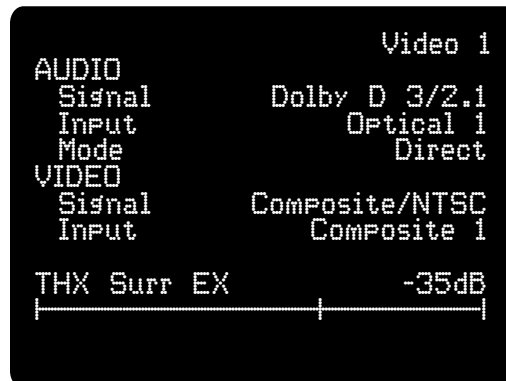 Video 1
AUDIO
Signal Dolby D 3/2.1
Input Optical 1
Mode Direct
VIDEO
Signal Composite/NTSC
Input Composite 1
THX Surr EX -35dB